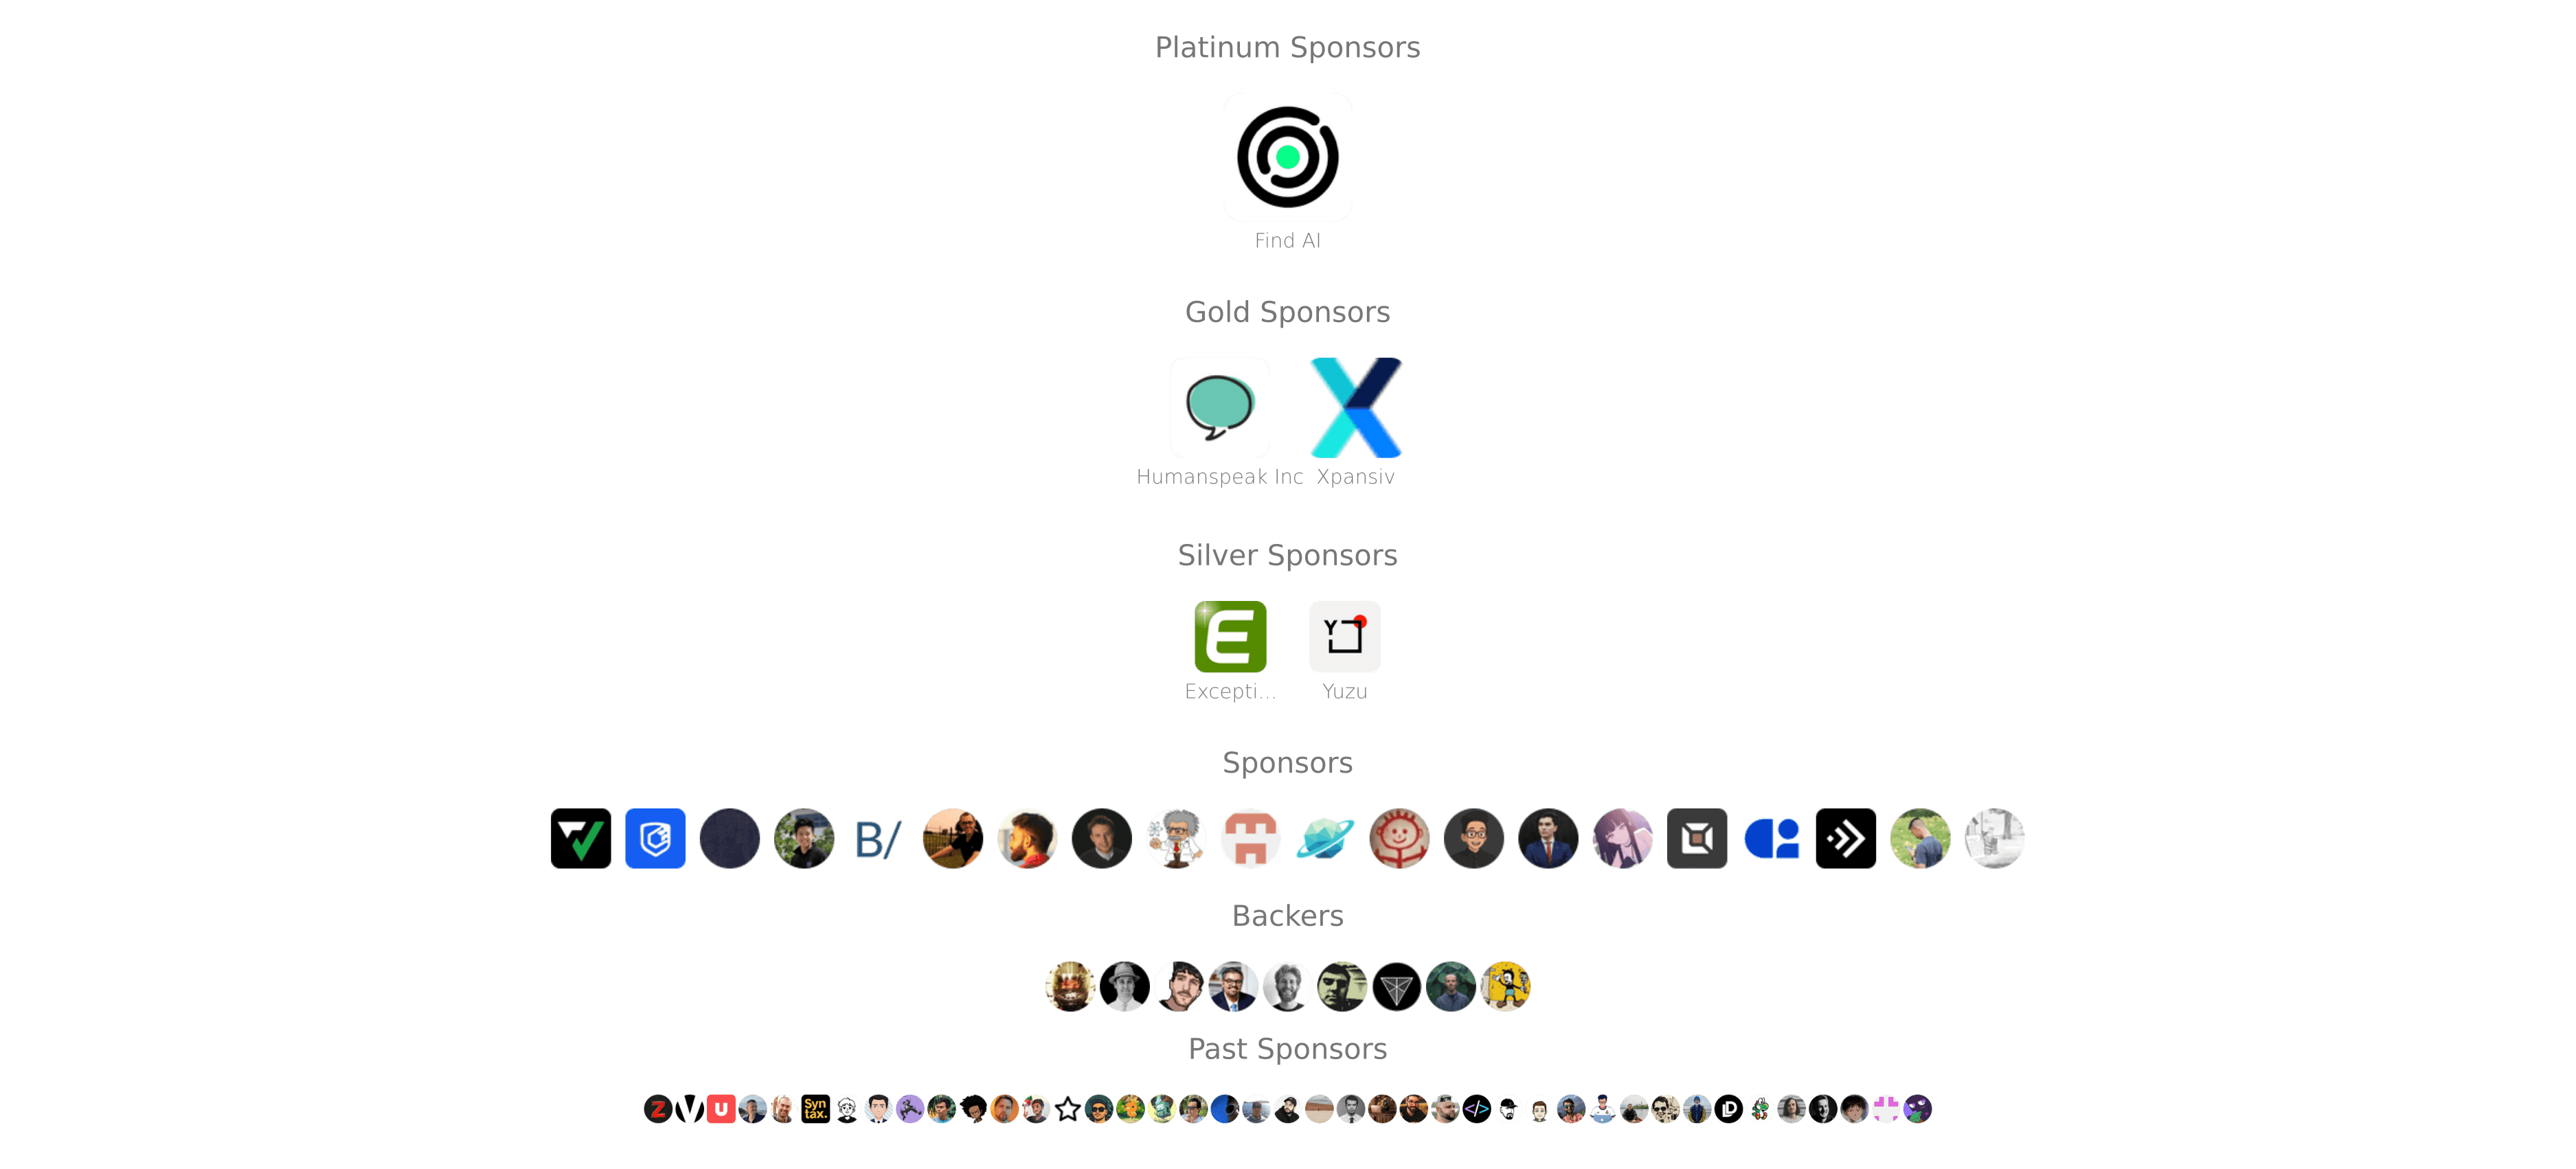 Platinum Sponsors
Find AI
Gold Sponsors
Humanspeak Inc Xpansiv
Silver Sponsors
E Y
Excepti... Yuzu
Sponsors
B/
Backers
Past Sponsors
Z V U Syn tax. </> LD